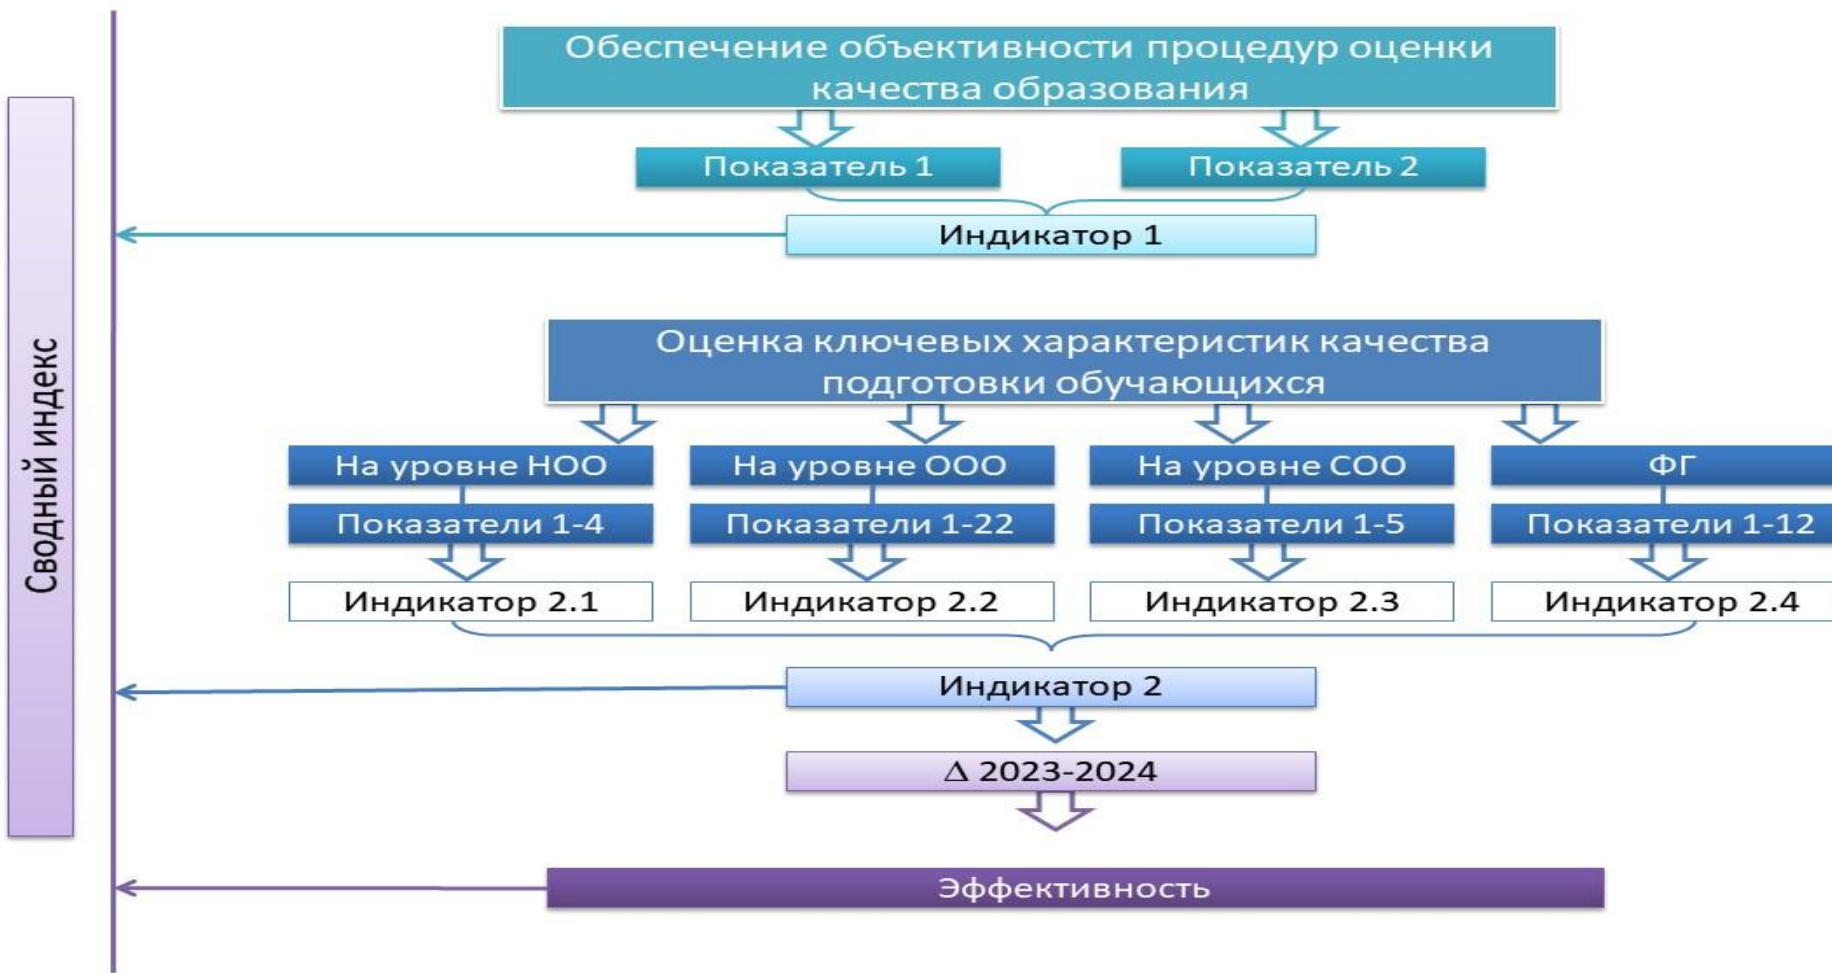 Сводный индекс
Обеспечение объективности процедур оценки
качества образования
Показатель 1
Показатель 2
Индикатор 1
Оценка ключевых характеристик качества
подготовки обучающихся
На уровне НОО
На уровне ООО
На уровне СОО
ФГ
Показатели 1-4
Показатели 1-22
Показатели 1-5
Показатели 1-12
Индикатор 2.1
Индикатор 2.2
Индикатор 2.3
Индикатор 2.4
Индикатор 2
Δ 2023-2024
Эффективность